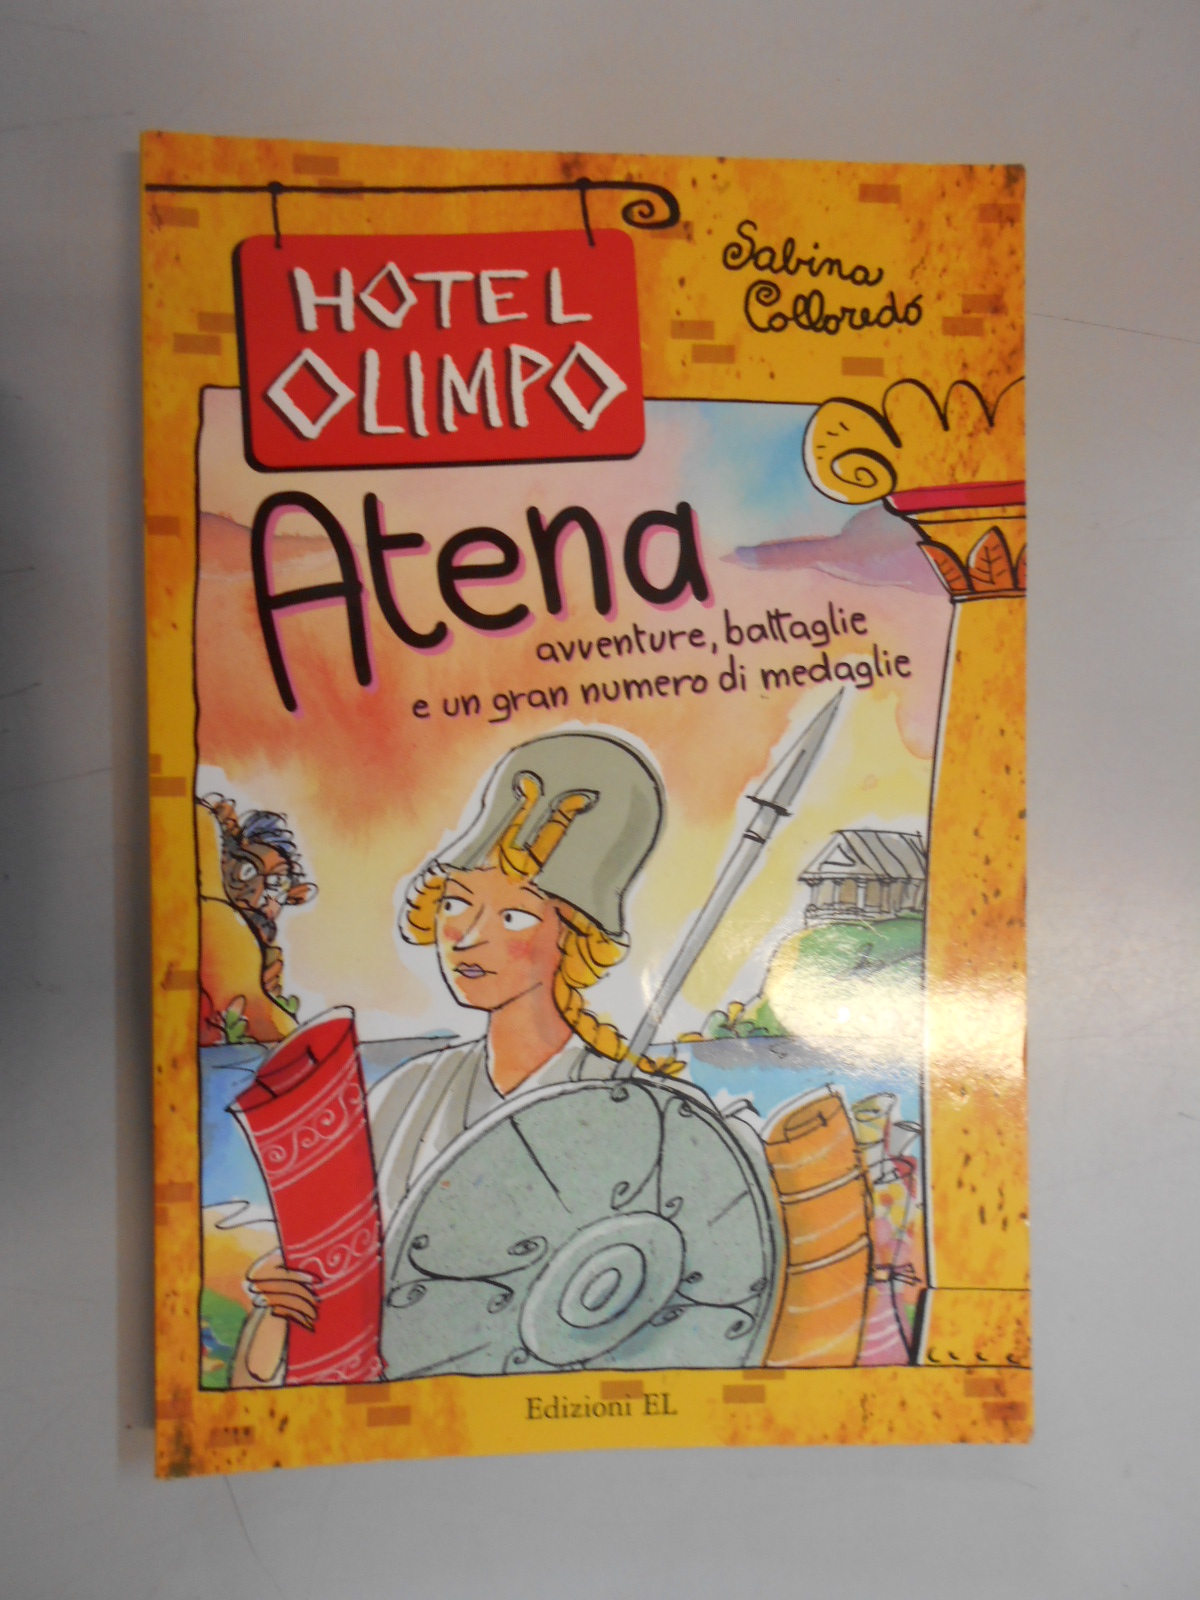 HOTEL
OLIMPO
Sabina
Colloredo
Atena
avventure, battaglie
e un gran numero di medaglie
Edizioni EL